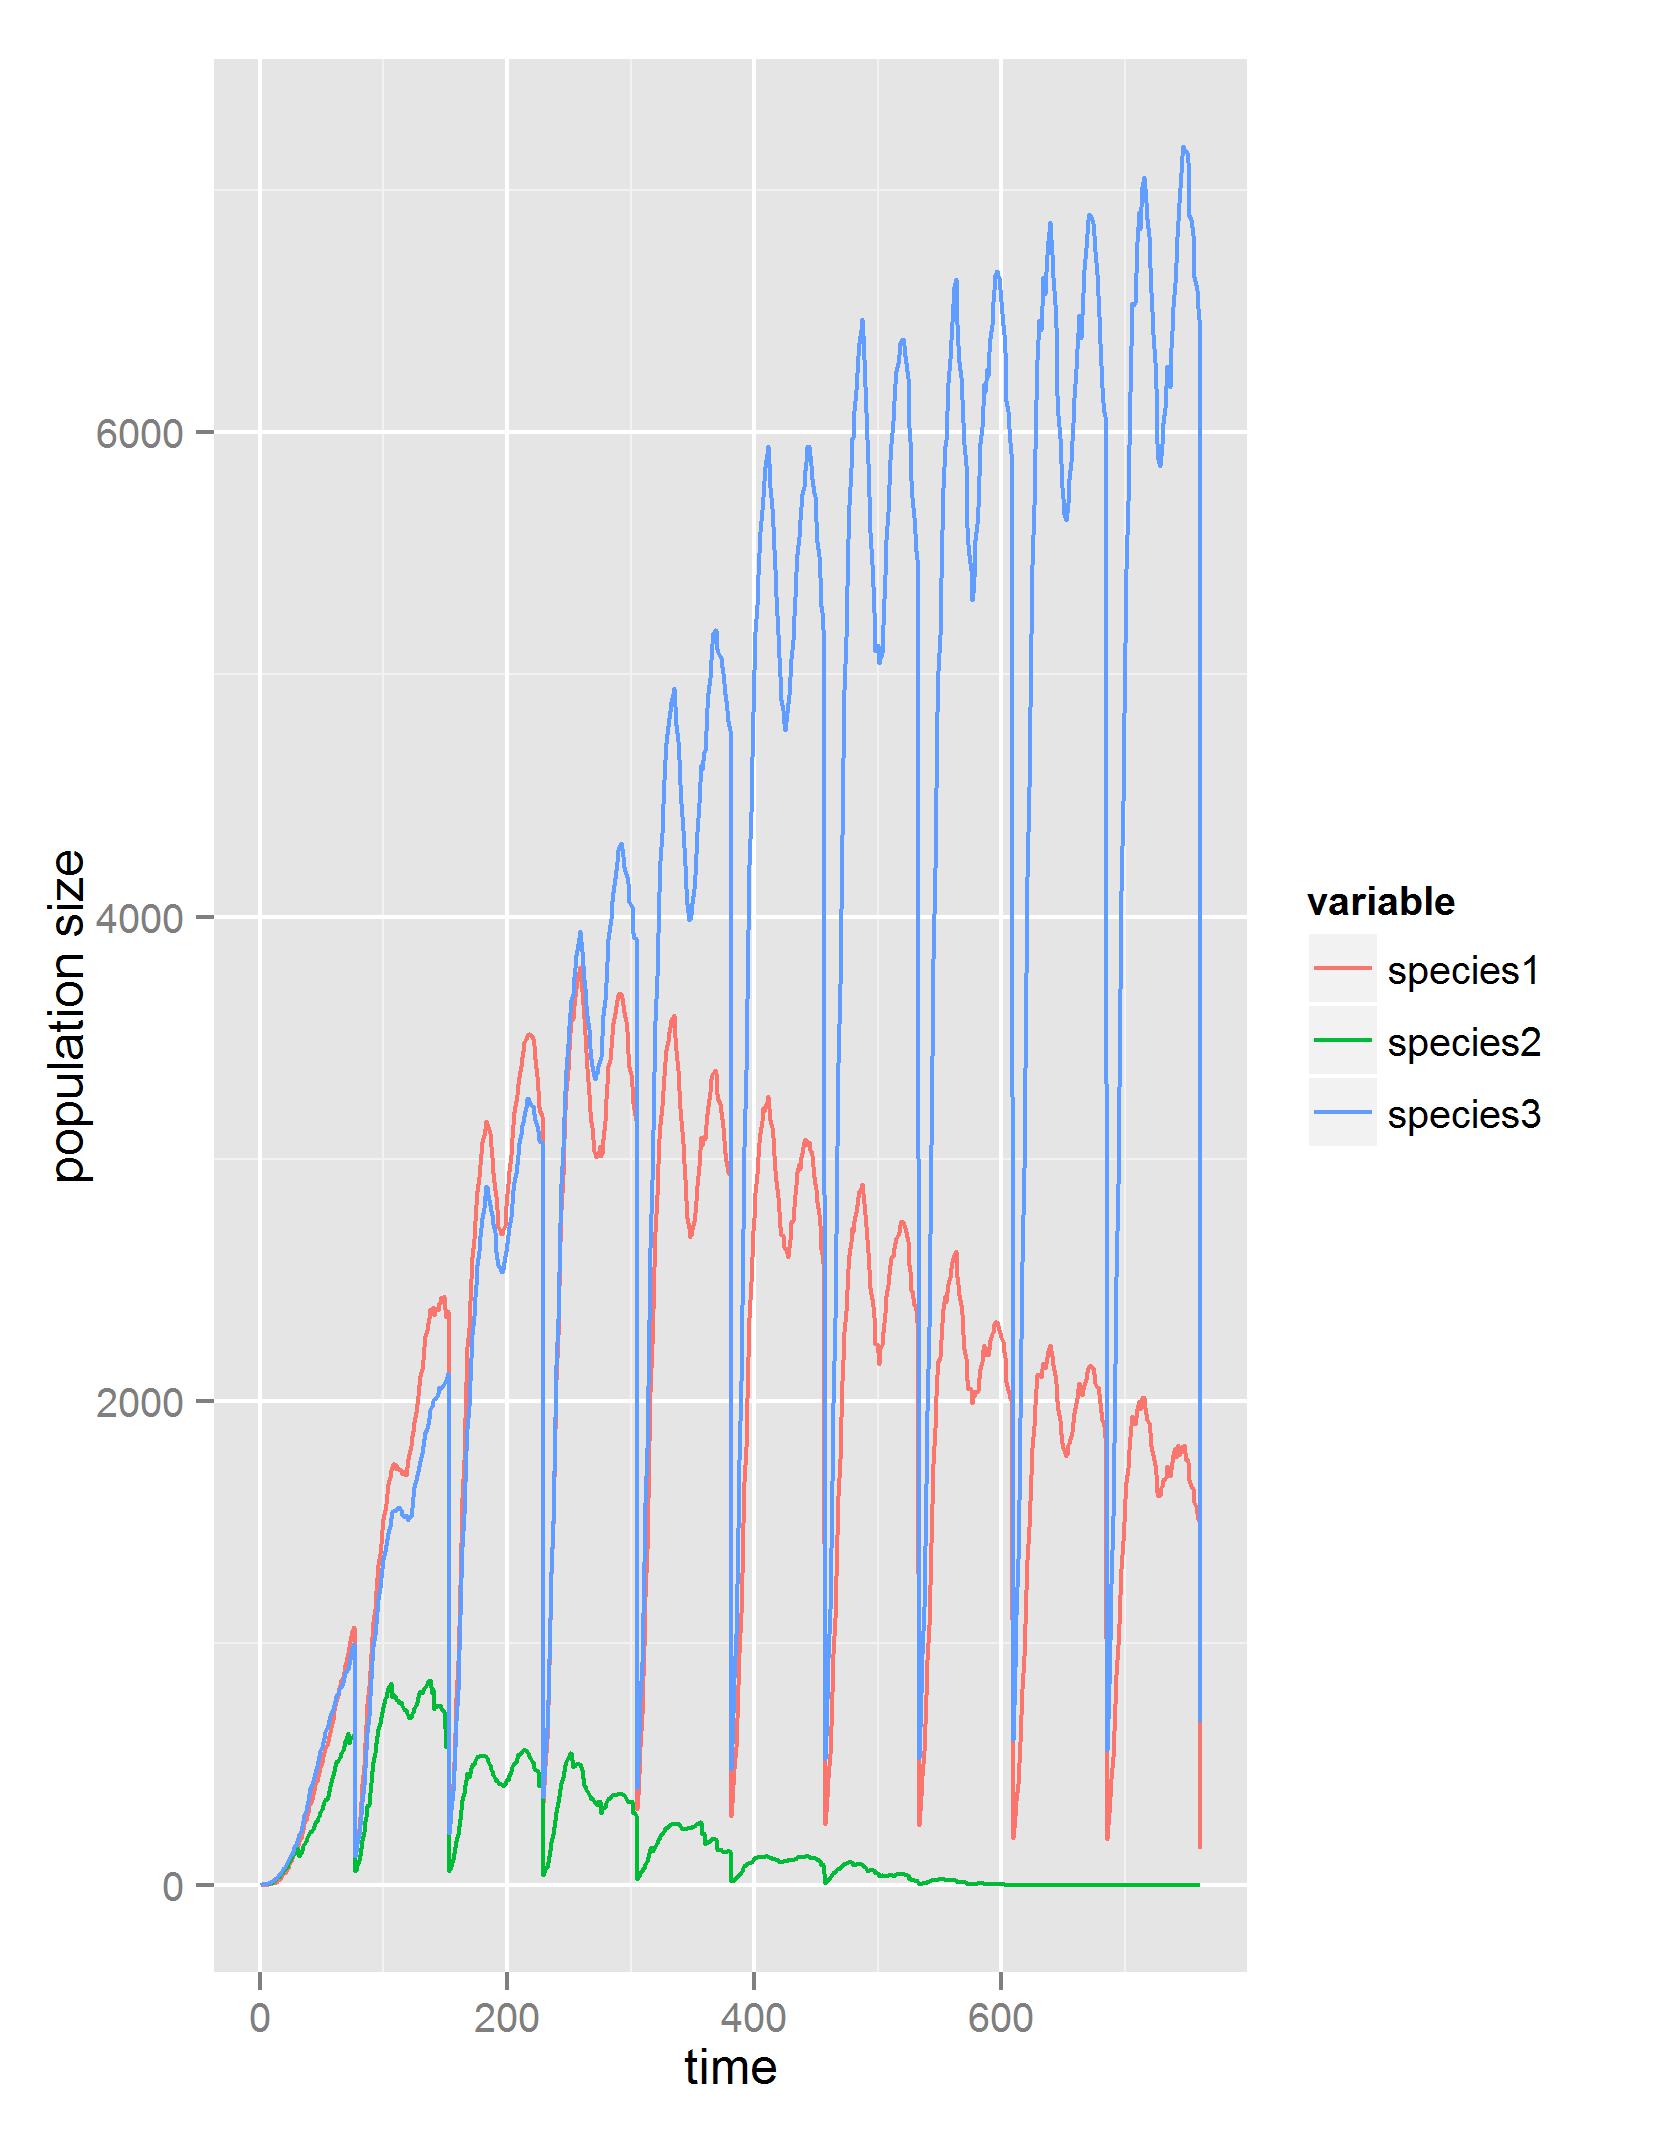 population size
6000
4000
2000
0
0 200 400 600
time
variable
species1
species2
species3